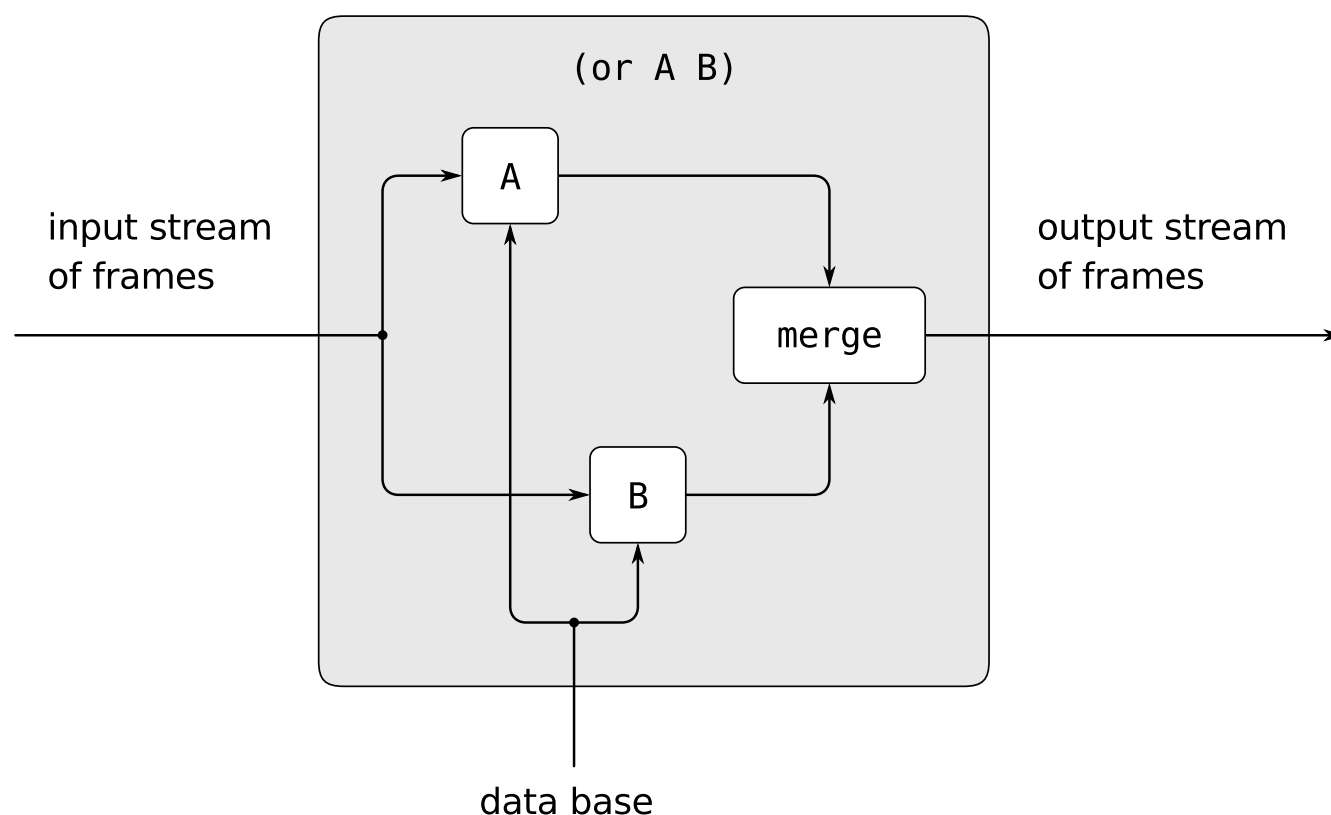 (or A B)
A
input stream
of frames
output stream
of frames
merge
B
data base